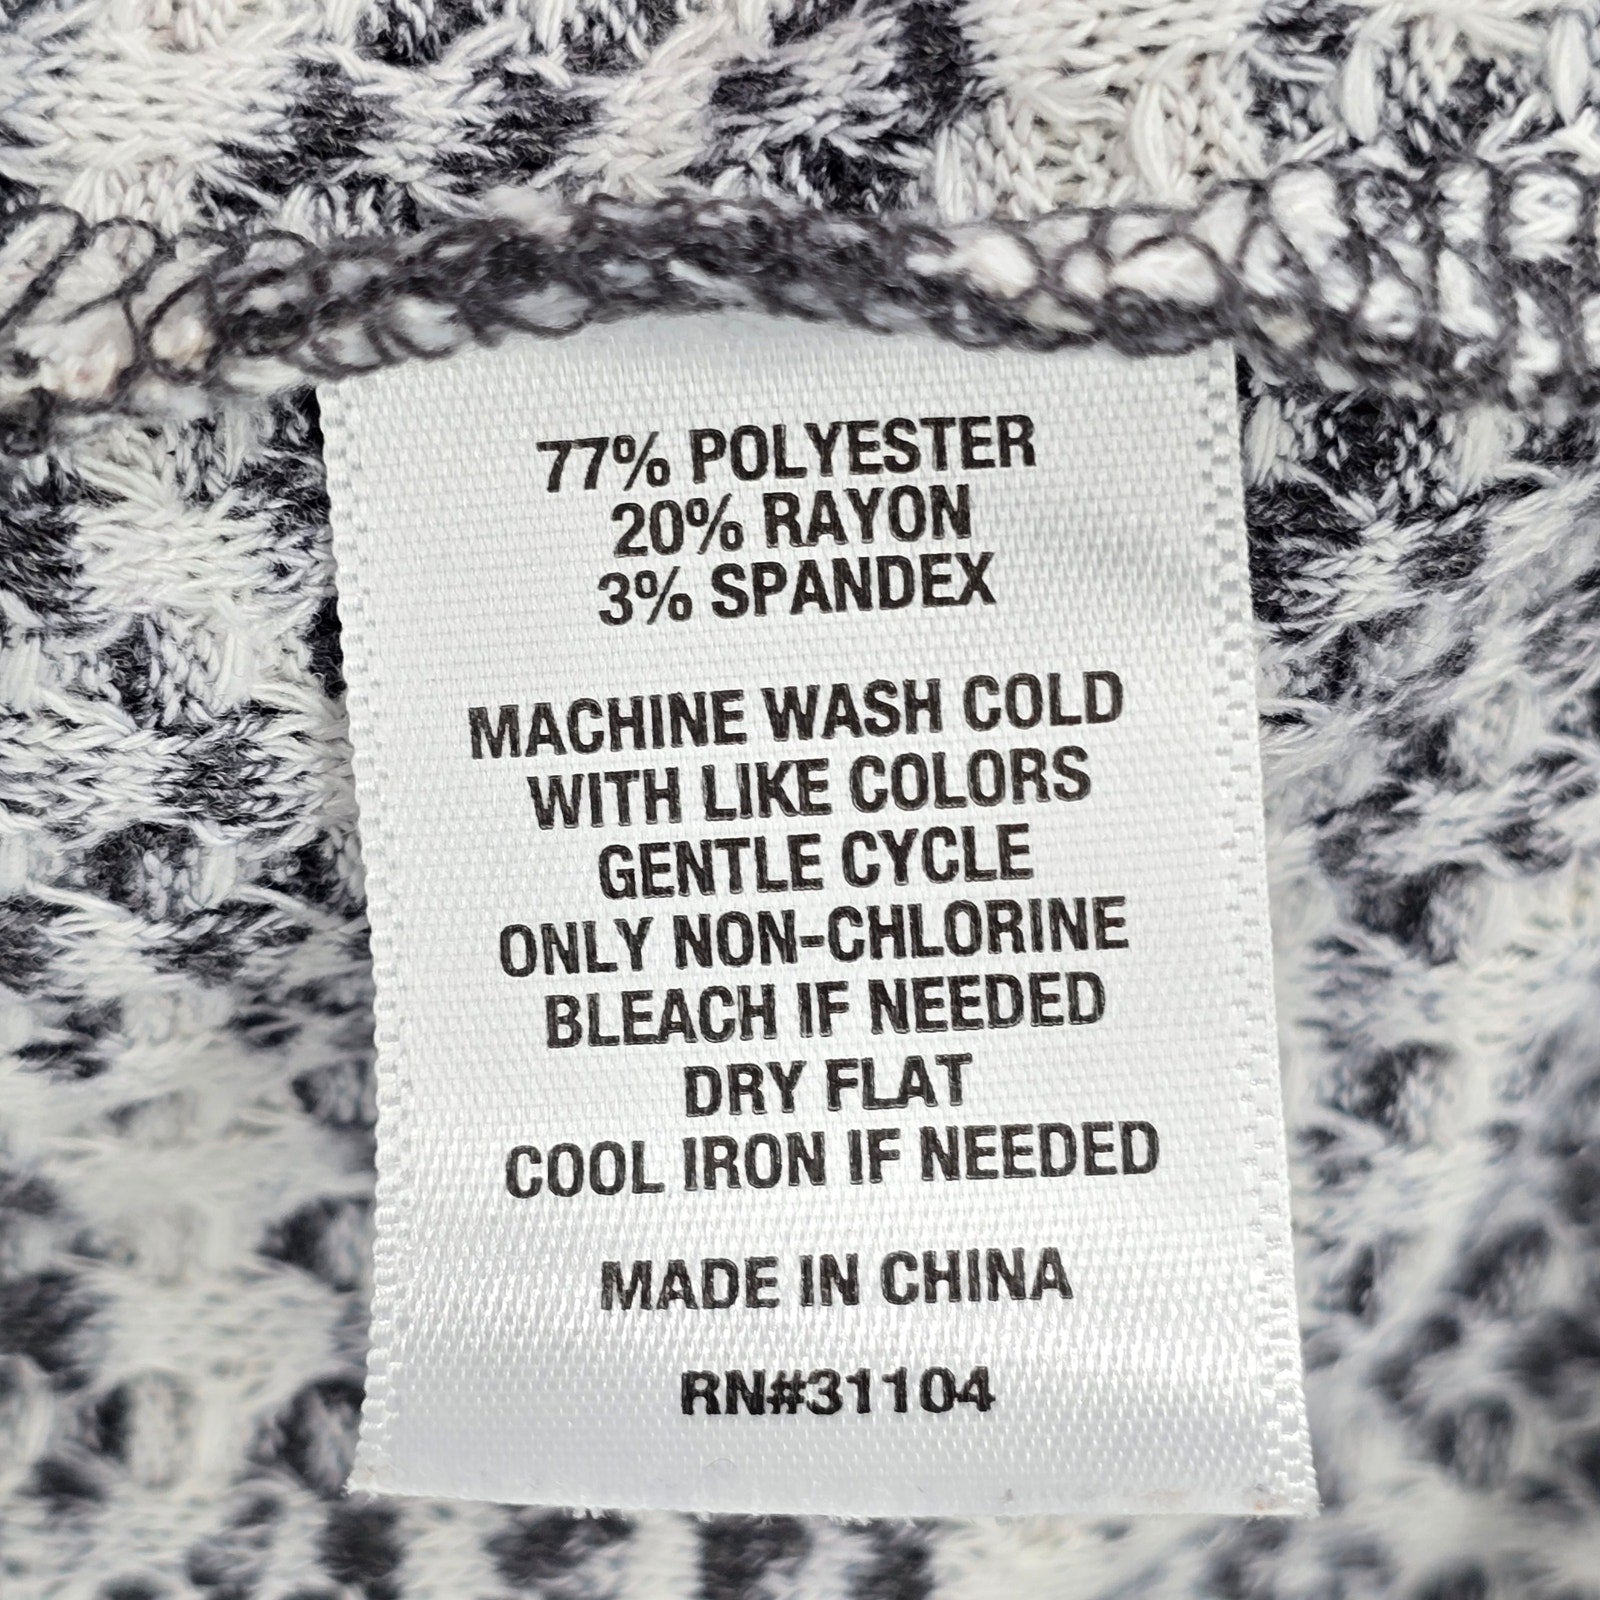 77% POLYESTER
20% RAYON
3% SPANDEX
MACHINE WASH COLD
WITH LIKE COLORS
GENTLE CYCLE
ONLY NON-CHLORINE
BLEACH IF NEEDED
DRY FLAT
COOL IRON IF NEEDED
MADE IN CHINA
RN#31104